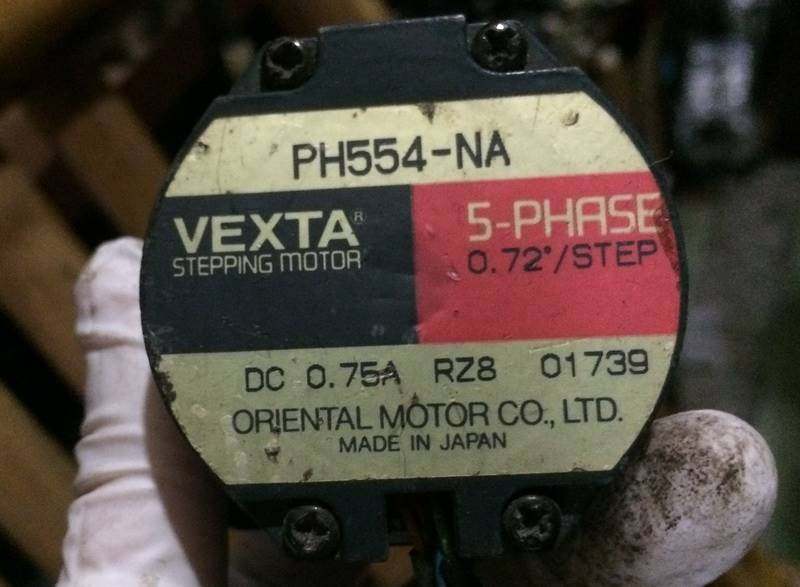 PH554-NA
VEXTA®
STEPPING MOTOR
5-PHASE
0.72°/STEP
DC 0.75A RZ8 01739
ORIENTAL MOTOR CO., LTD.
MADE IN JAPAN